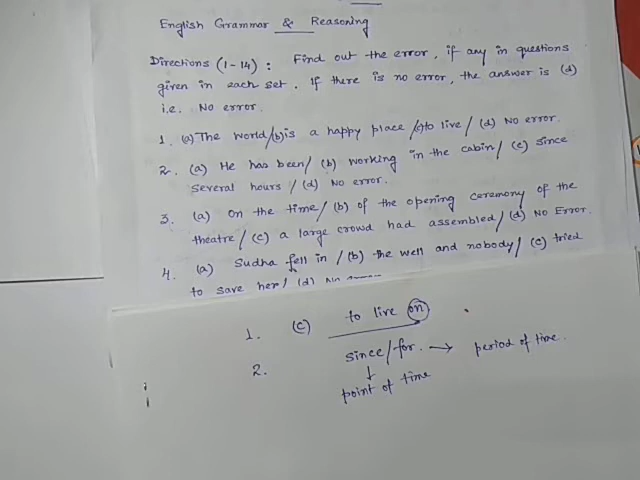 English Grammar & Reasoning
Directions (1-14): Find out the error, if any in questions
given in each set. If there is no error, the answer is (d)
i.e. No error.
1. (a) The world/(b) is a happy place/(c) to live/ (d) No error.
2. (a) He has been/ (b) working in the cabin/ (c) since
several hours / (d) No error.
3. (a) On the time/ (b) of the opening ceremony of the
theatre/ (c) a large crowd had assembled/ (d) No Error.
4. (a) Sudha fell in / (b) the well and nobody/ (c) tried
to save her/ (d) No
1. (c) to live on
2. since/for. → period of time.
↓
point of time